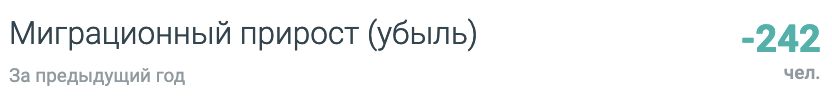 Миграционный прирост (убыль)
-242
За предыдущий год
чел.